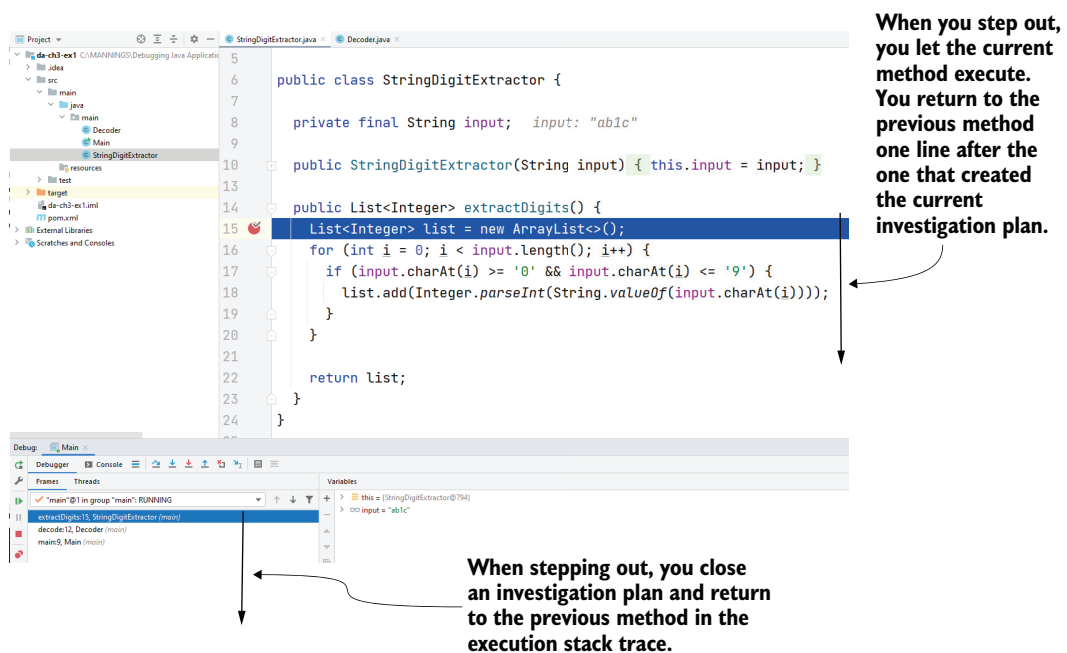 Project
StringDigitExtractor.java
Decoder.java
da-ch3-ex1 C:\MANNINGS\Debugging Java Applicatic
.idea
src
main
java
main
Decoder
Main
StringDigitExtractor
resources
test
target
da-ch3-ex1.iml
pom.xml
External Libraries
Scratches and Consoles
5
6 public class StringDigitExtractor {
7
8 private final String input; input: "ab1c"
9
10 public StringDigitExtractor(String input) { this.input = input; }
13
14 public List<Integer> extractDigits() {
15 List<Integer> list = new ArrayList<>();
16 for (int i = 0; i < input.length(); i++) {
17 if (input.charAt(i) >= '0' && input.charAt(i) <= '9') {
18 list.add(Integer.parseInt(String.valueOf(input.charAt(i))));
19 }
20 }
21
22 return list;
23 }
24 }
When you step out,
you let the current
method execute.
You return to the
previous method
one line after the
one that created
the current
investigation plan.
Debug: Main
Debugger Console
Frames Threads
Variables
"main"@1 in group "main": RUNNING
extractDigits:15, StringDigitExtractor (main)
decode:12, Decoder (main)
main:9, Main (main)
this = {StringDigitExtractor@794}
input = "ab1c"
When stepping out, you close
an investigation plan and return
to the previous method in the
execution stack trace.